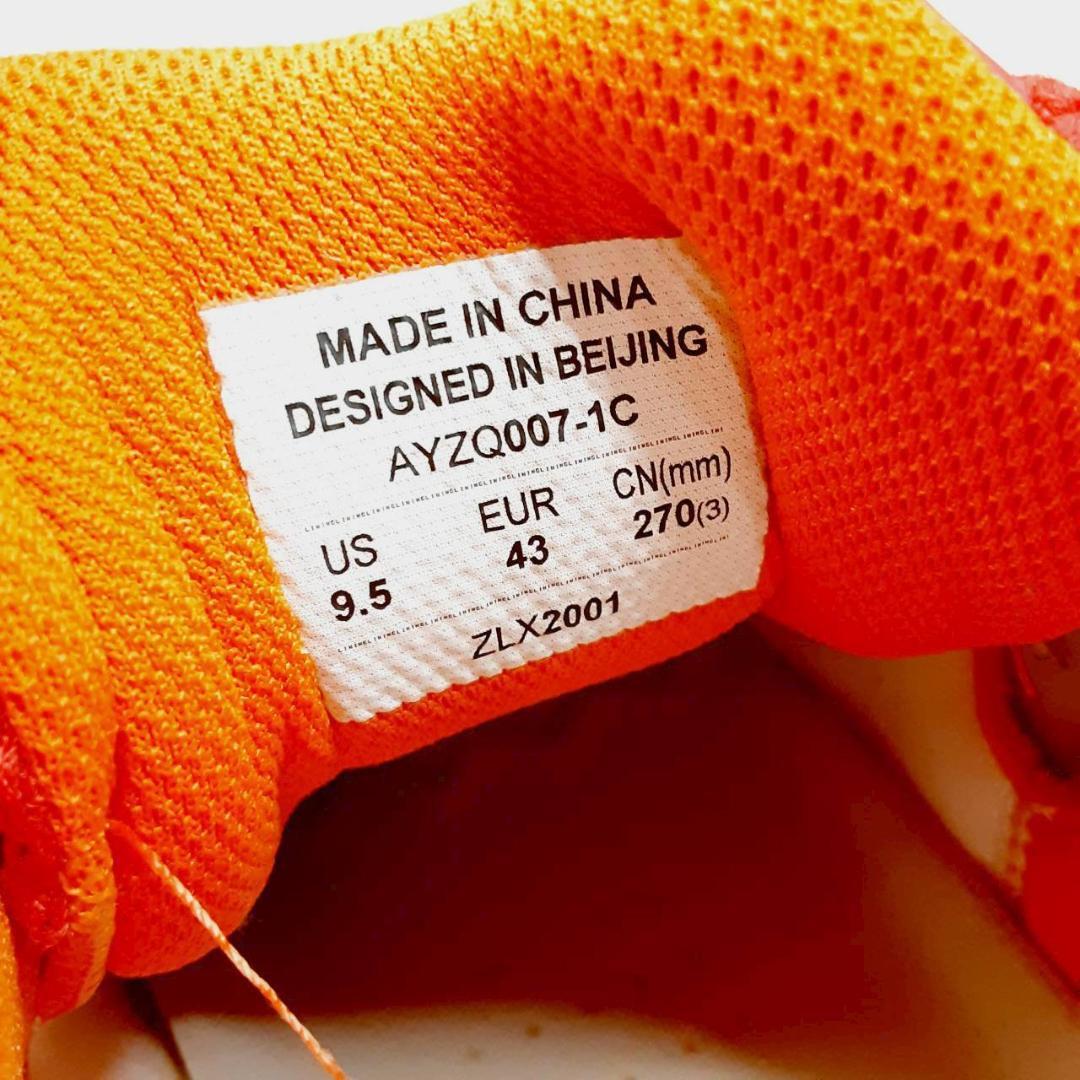 MADE IN CHINA
DESIGNED IN BEIJING
AYZQ007-1C
US EUR CN(mm)
9.5 43 270(3)
ZLX2001